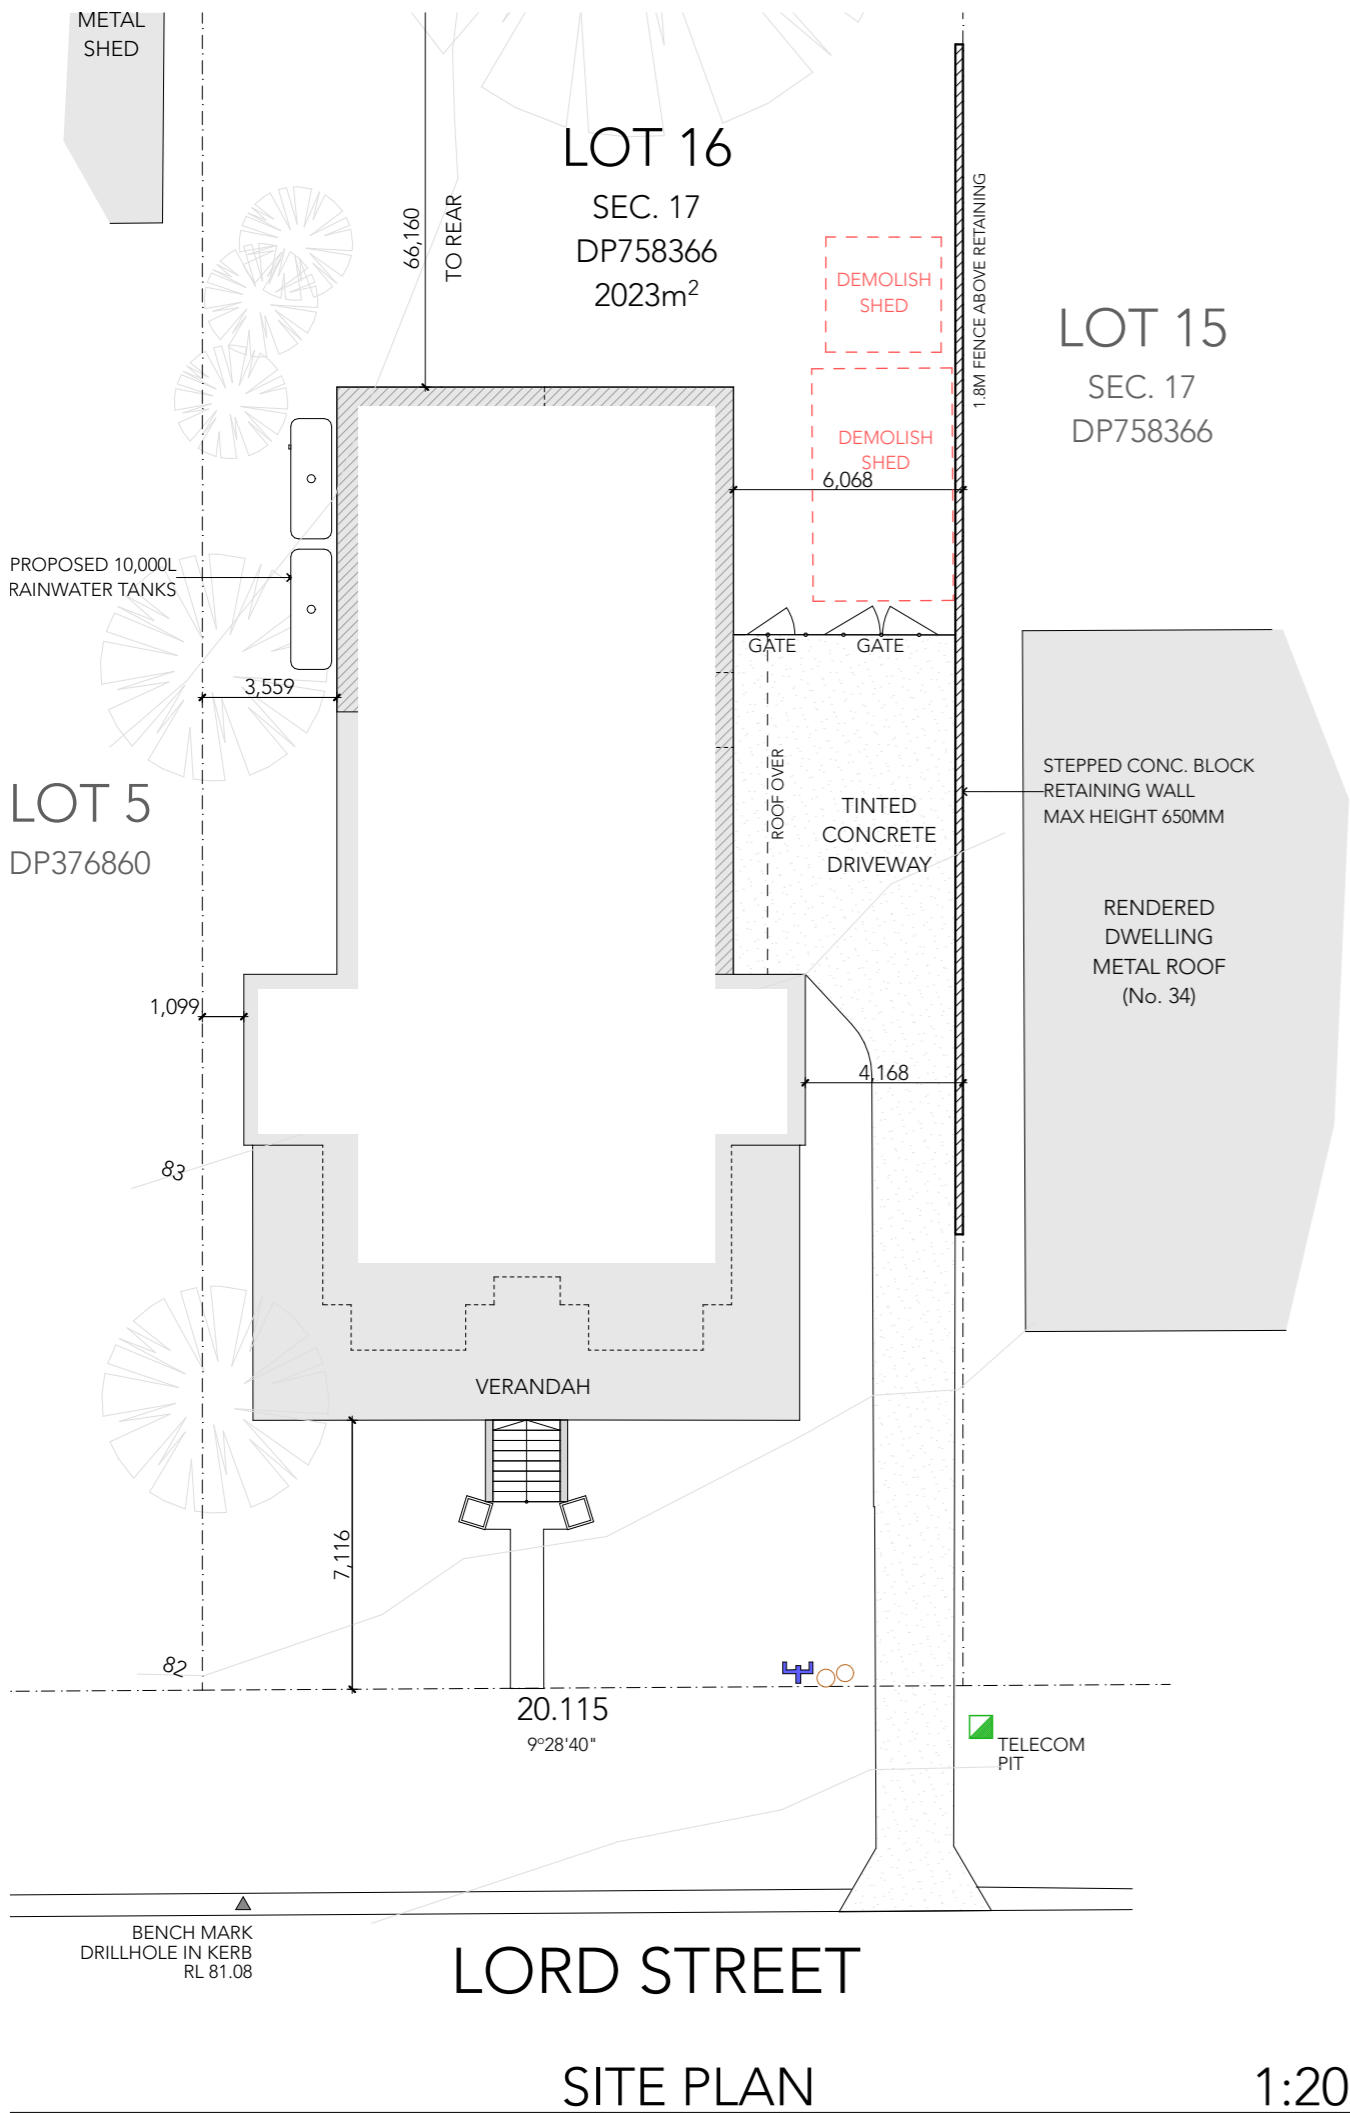 METAL
SHED
LOT 16
SEC. 17
DP758366
2023m²
66,160
TO REAR
1.8M FENCE ABOVE RETAINING
DEMOLISH
SHED
LOT 15
SEC. 17
DP758366
DEMOLISH
SHED
6,068
PROPOSED 10,000L
RAINWATER TANKS
GATE
GATE
3,559
ROOF OVER
STEPPED CONC. BLOCK
RETAINING WALL
MAX HEIGHT 650MM
LOT 5
DP376860
TINTED
CONCRETE
DRIVEWAY
RENDERED
DWELLING
METAL ROOF
(No. 34)
1,099
4,168
83
VERANDAH
7,116
82
20.115
9°28'40"
TELECOM
PIT
BENCH MARK
DRILLHOLE IN KERB
RL 81.08
LORD STREET
SITE PLAN
1:20